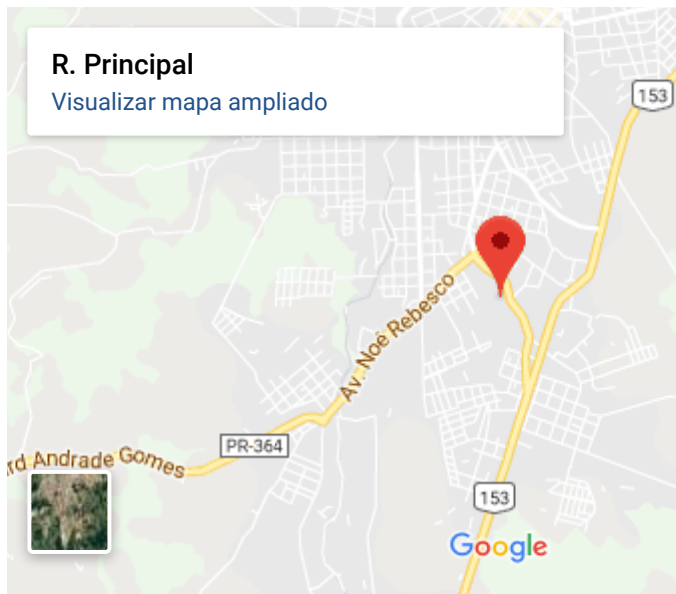 R. Principal
Visualizar mapa ampliado
153
Av. Noé Rebesco
PR-364
rd Andrade Gomes
153
Google